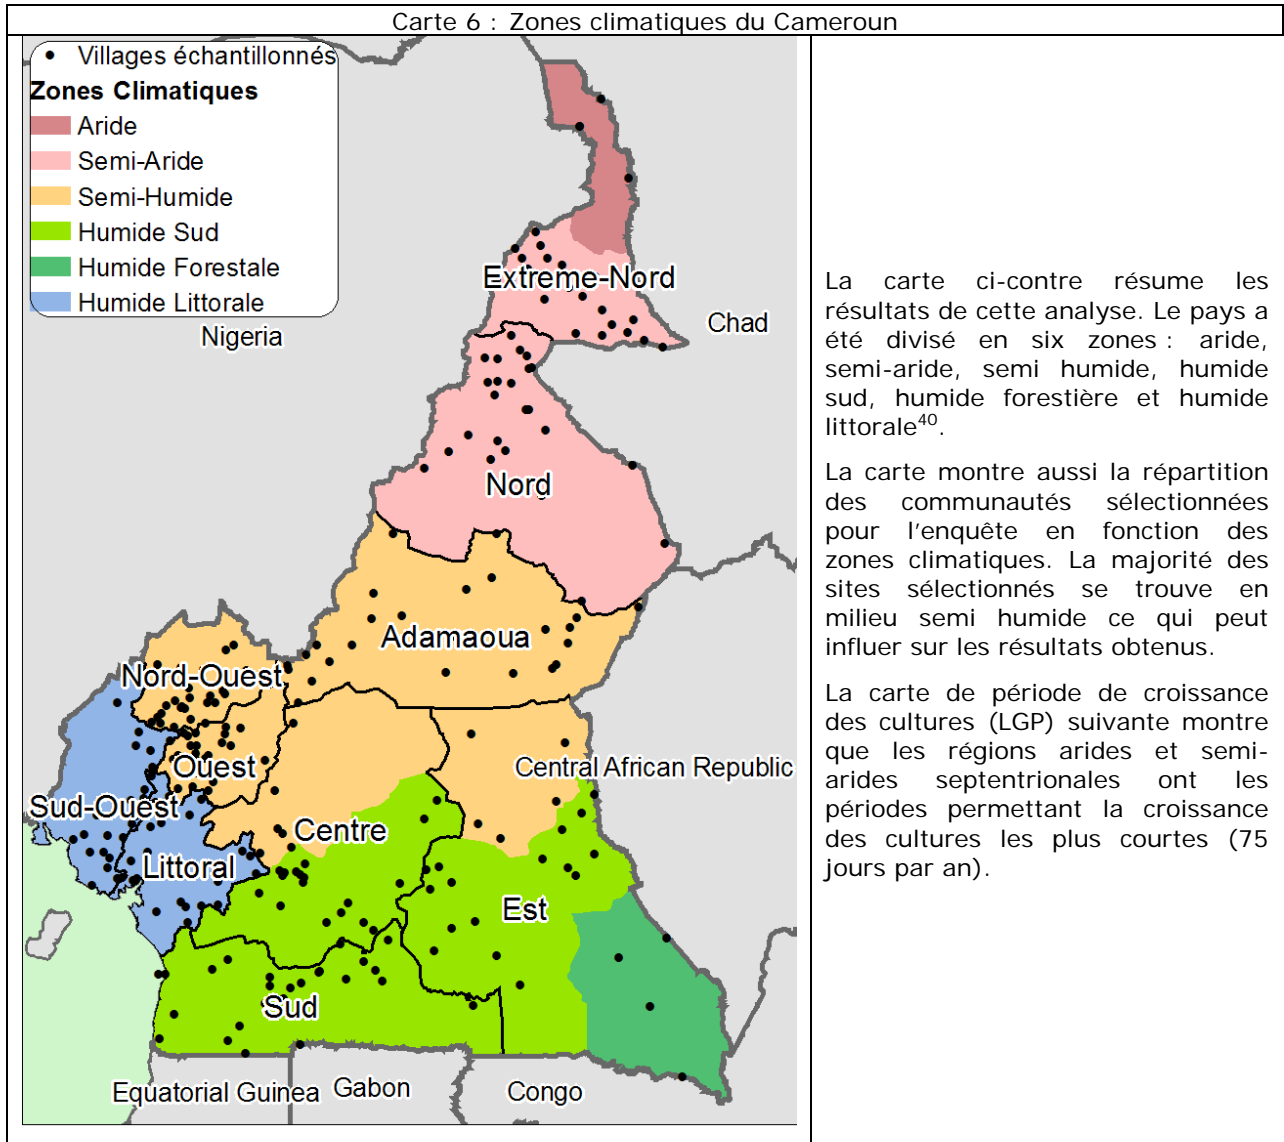 Carte 6 : Zones climatiques du Cameroun
Villages échantillonnés
Zones Climatiques
Aride
Semi-Aride
Semi-Humide
Humide Sud
Humide Forestale
Humide Littorale
Nigeria
Extreme-Nord
Chad
Nord
Adamaoua
Nord-Ouest
Ouest
Central African Republic
Sud-Ouest
Centre
Littoral
Est
Sud
Equatorial Guinea
Gabon
Congo
La carte ci-contre résume les
résultats de cette analyse. Le pays a
été divisé en six zones : aride,
semi-aride, semi humide, humide
sud, humide forestière et humide
littorale40.
La carte montre aussi la répartition
des communautés sélectionnées
pour l'enquête en fonction des
zones climatiques. La majorité des
sites sélectionnés se trouve en
milieu semi humide ce qui peut
influer sur les résultats obtenus.
La carte de période de croissance
des cultures (LGP) suivante montre
que les régions arides et semi-
arides septentrionales ont les
périodes permettant la croissance
des cultures les plus courtes (75
jours par an).